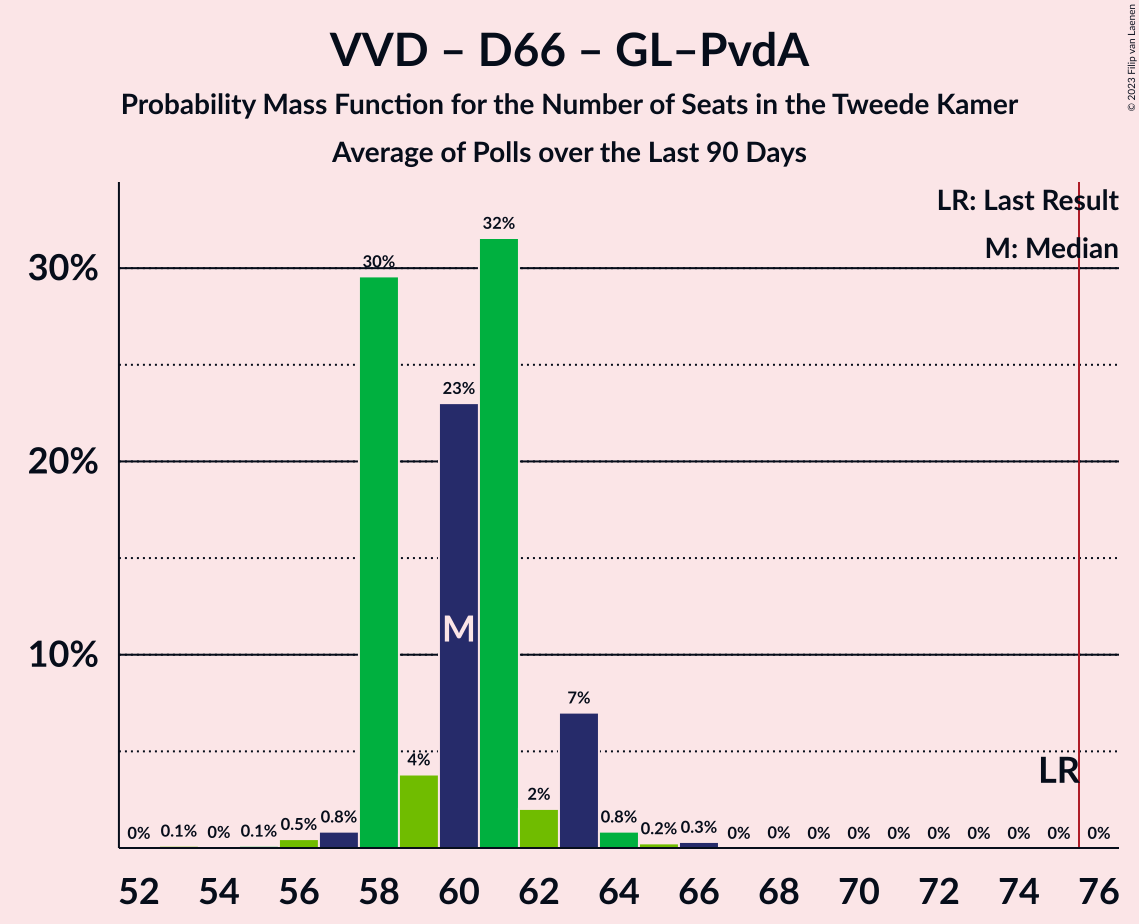 VVD – D66 – GL–PvdA
Probability Mass Function for the Number of Seats in the Tweede Kamer
Average of Polls over the Last 90 Days
© 2023 Filip van Laenen
LR: Last Result
M: Median
30%
20%
10%
0% 0.1% 0% 0.1% 0.5% 0.8% 30% 4% 23% 32% 2% 7% 0.8% 0.2% 0.3% 0% 0% 0% 0% 0% 0% 0% 0% 0% 0%
M
LR
52 54 56 58 60 62 64 66 68 70 72 74 76